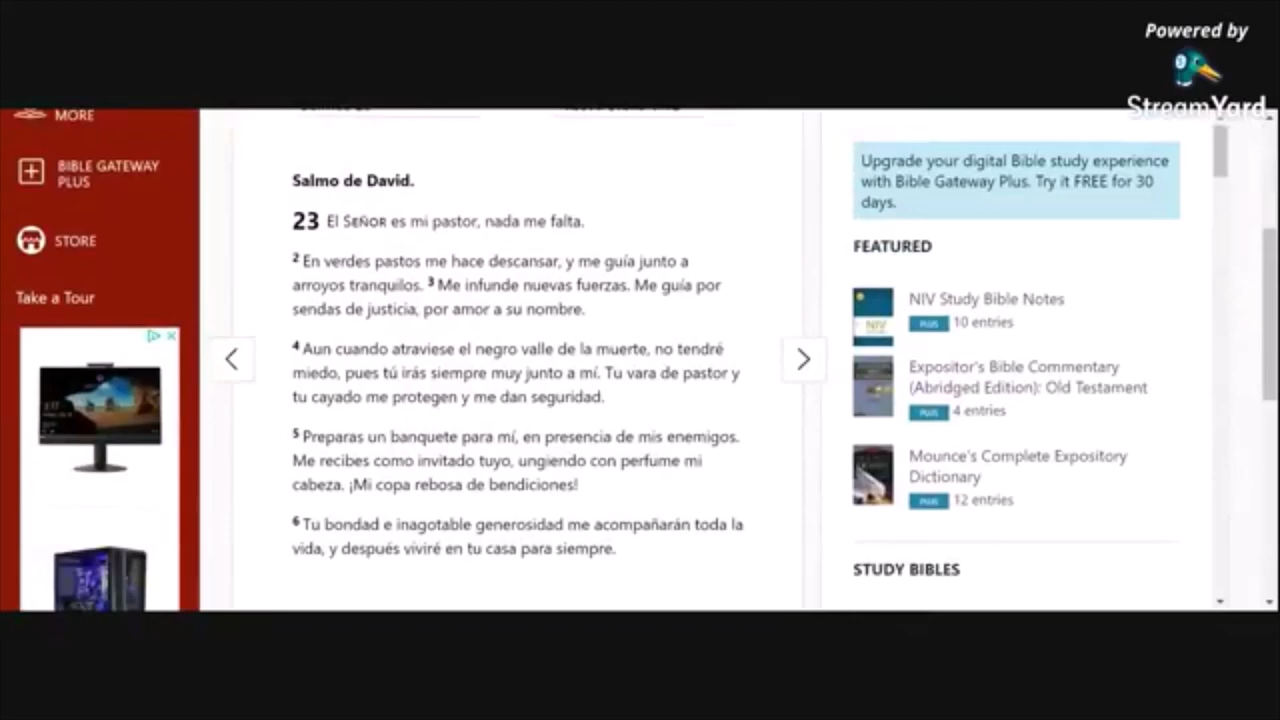 Powered by
StreamYard
MORE
BIBLE GATEWAY
PLUS
STORE
Take a Tour
Salmo de David.
23 El SEÑOR es mi pastor, nada me falta.
2 En verdes pastos me hace descansar, y me guía junto a
arroyos tranquilos. 3 Me infunde nuevas fuerzas. Me guía por
sendas de justicia, por amor a su nombre.
4 Aun cuando atraviese el negro valle de la muerte, no tendré
miedo, pues tú irás siempre muy junto a mí. Tu vara de pastor y
tu cayado me protegen y me dan seguridad.
5 Preparas un banquete para mí, en presencia de mis enemigos.
Me recibes como invitado tuyo, ungiendo con perfume mi
cabeza. ¡Mi copa rebosa de bendiciones!
6 Tu bondad e inagotable generosidad me acompañarán toda la
vida, y después viviré en tu casa para siempre.
Upgrade your digital Bible study experience
with Bible Gateway Plus. Try it FREE for 30
days.
FEATURED
NIV
NIV Study Bible Notes
PLUS 10 entries
Expositor's Bible Commentary
(Abridged Edition): Old Testament
PLUS 4 entries
Mounce's Complete Expository
Dictionary
PLUS 12 entries
STUDY BIBLES